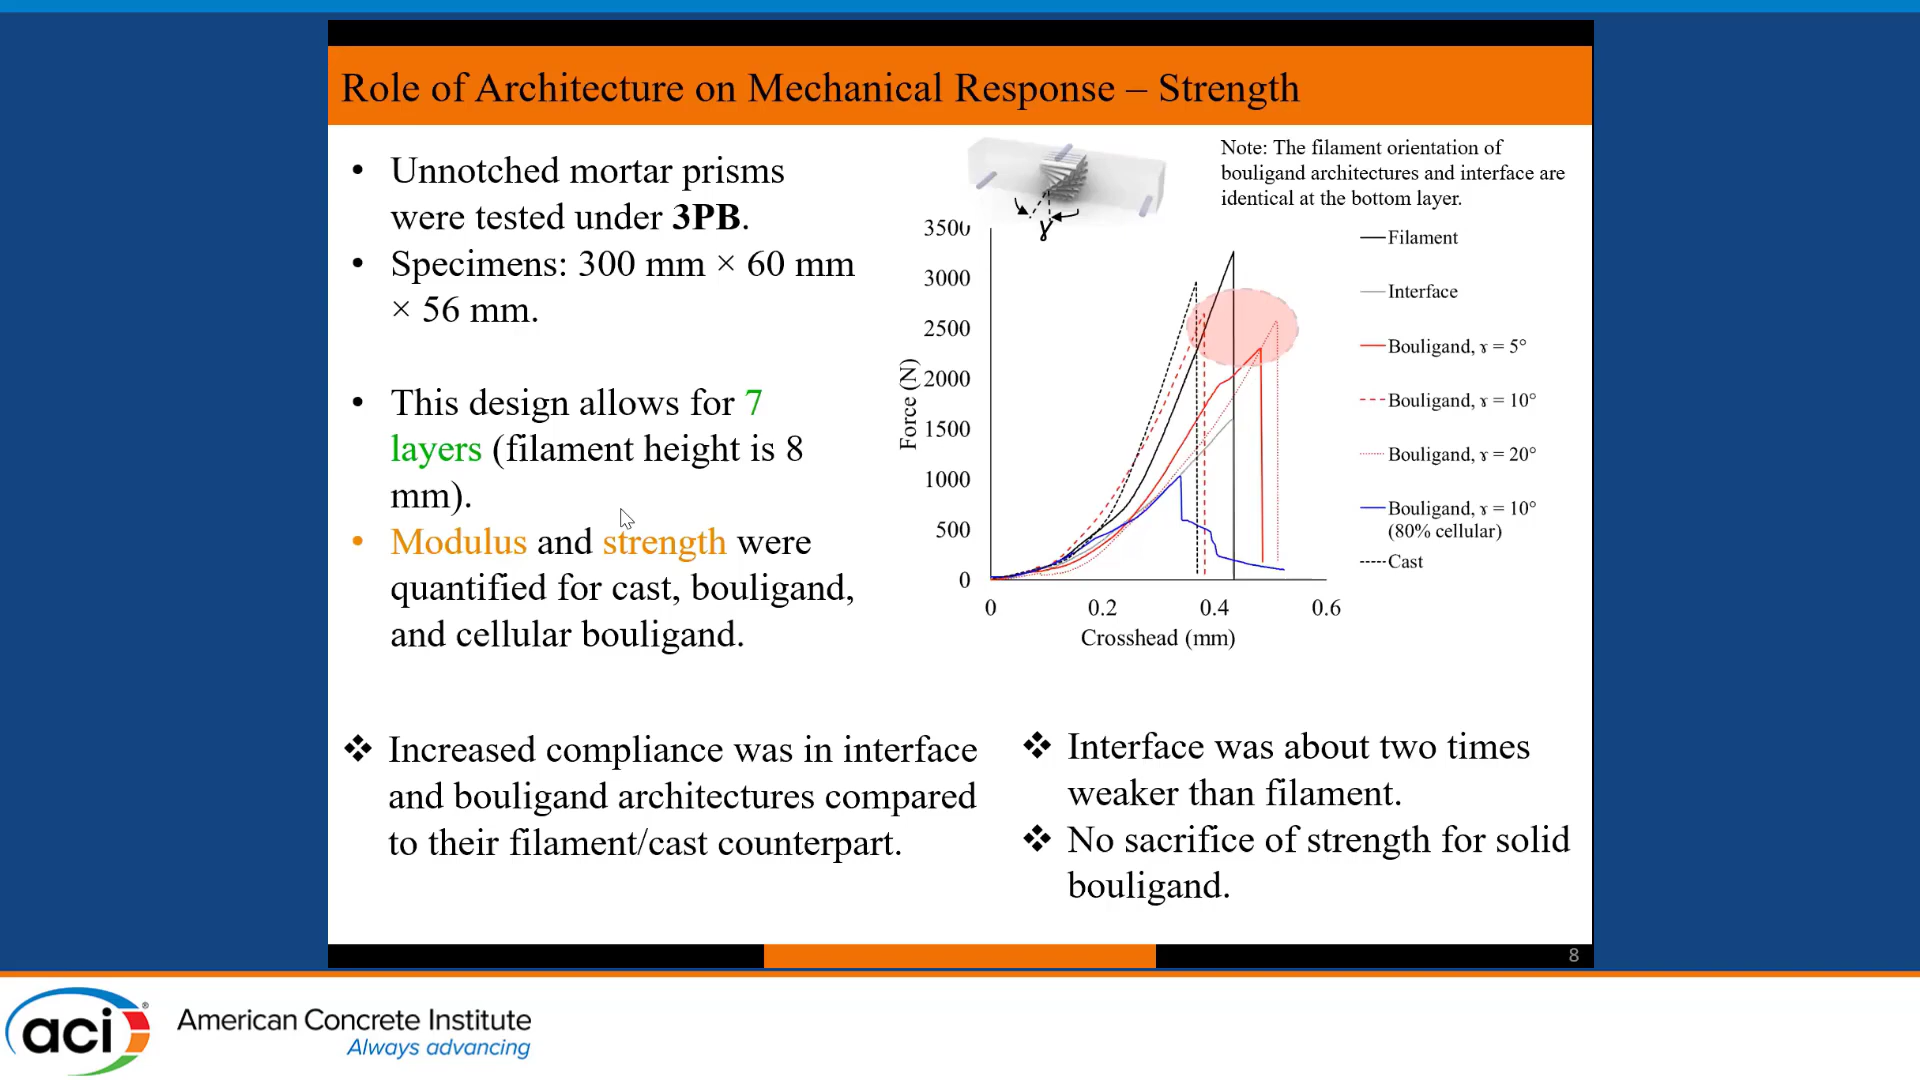 Role of Architecture on Mechanical Response – Strength
• Unnotched mortar prisms
were tested under 3PB.
• Specimens: 300 mm × 60 mm
× 56 mm.
• This design allows for 7
layers (filament height is 8
mm).
• Modulus and strength were
quantified for cast, bouligand,
and cellular bouligand.
Note: The filament orientation of
bouligand architectures and interface are
identical at the bottom layer.
γ
3500
3000
2500
2000
1500
1000
500
0
Force (N)
0 0.2 0.4 0.6
Crosshead (mm)
Filament
Interface
Bouligand, ɤ = 5°
Bouligand, ɤ = 10°
Bouligand, ɤ = 20°
Bouligand, ɤ = 10°
(80% cellular)
Cast
❖ Increased compliance was in interface
and bouligand architectures compared
to their filament/cast counterpart.
❖ Interface was about two times
weaker than filament.
❖ No sacrifice of strength for solid
bouligand.
8
aci®
American Concrete Institute
Always advancing